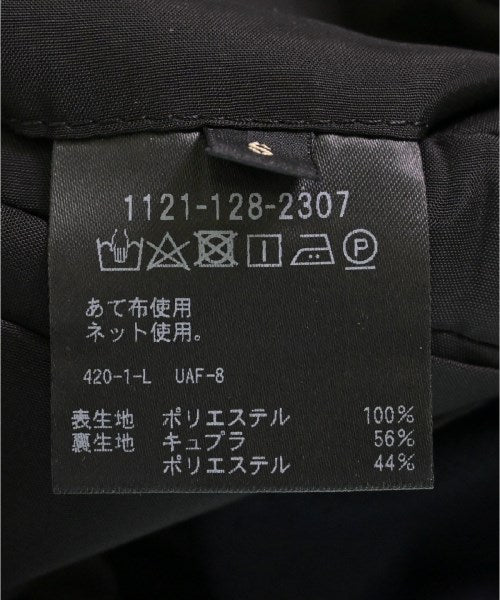 1121-128-2307
あて布使用
ネット使用。
420-1-L UAF-8
表生地 ポリエステル 100%
裏生地 キュプラ 56%
ポリエステル 44%